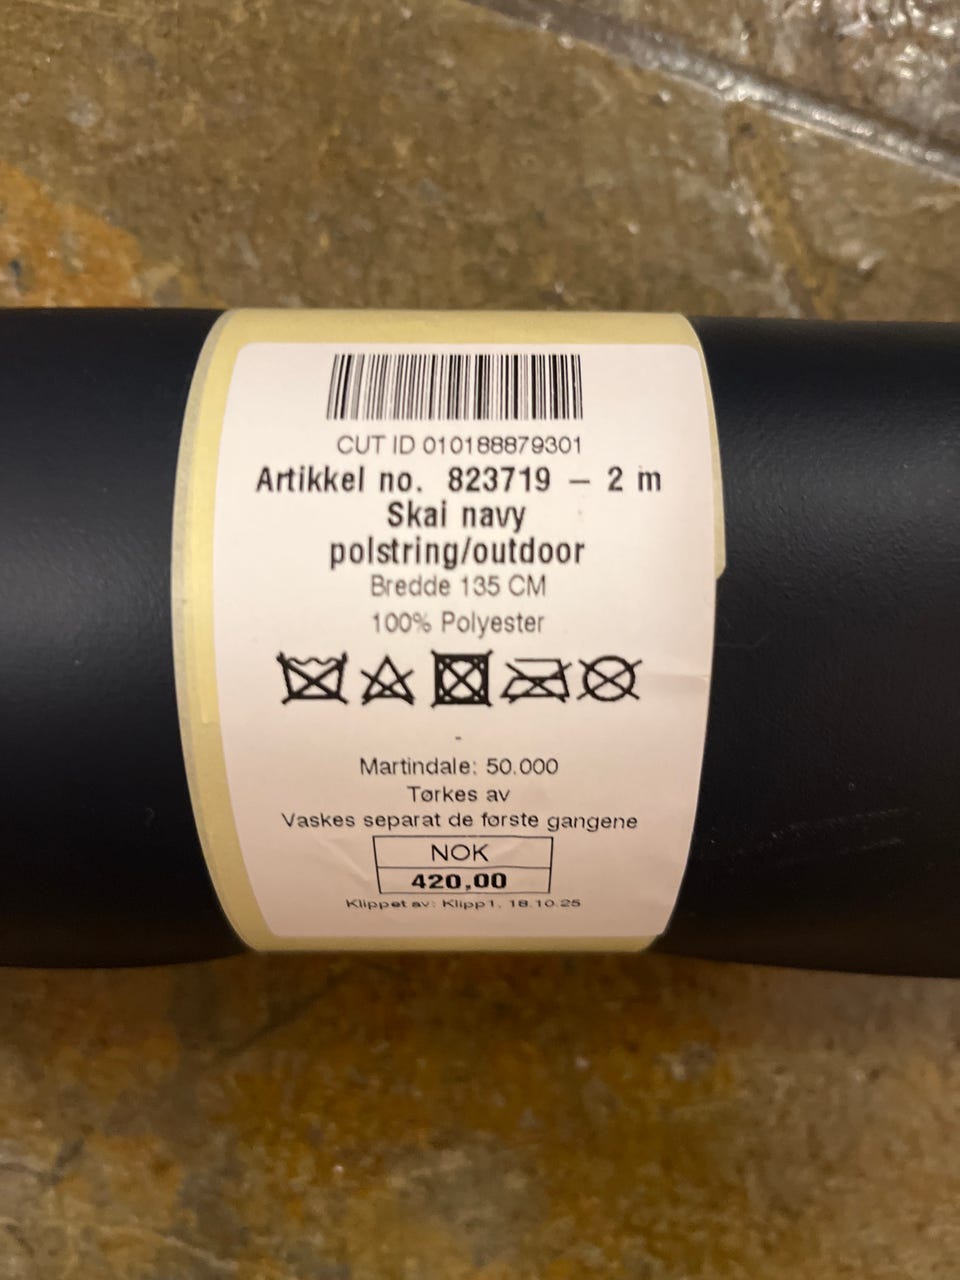 CUT ID 010188879301
Artikkel no. 823719 – 2 m
Skai navy
polstring/outdoor
Bredde 135 CM
100% Polyester
-
Martindale: 50.000
Tørkes av
Vaskes separat de første gangene
NOK
420,00
Klippet av: Klipp1, 18.10.25